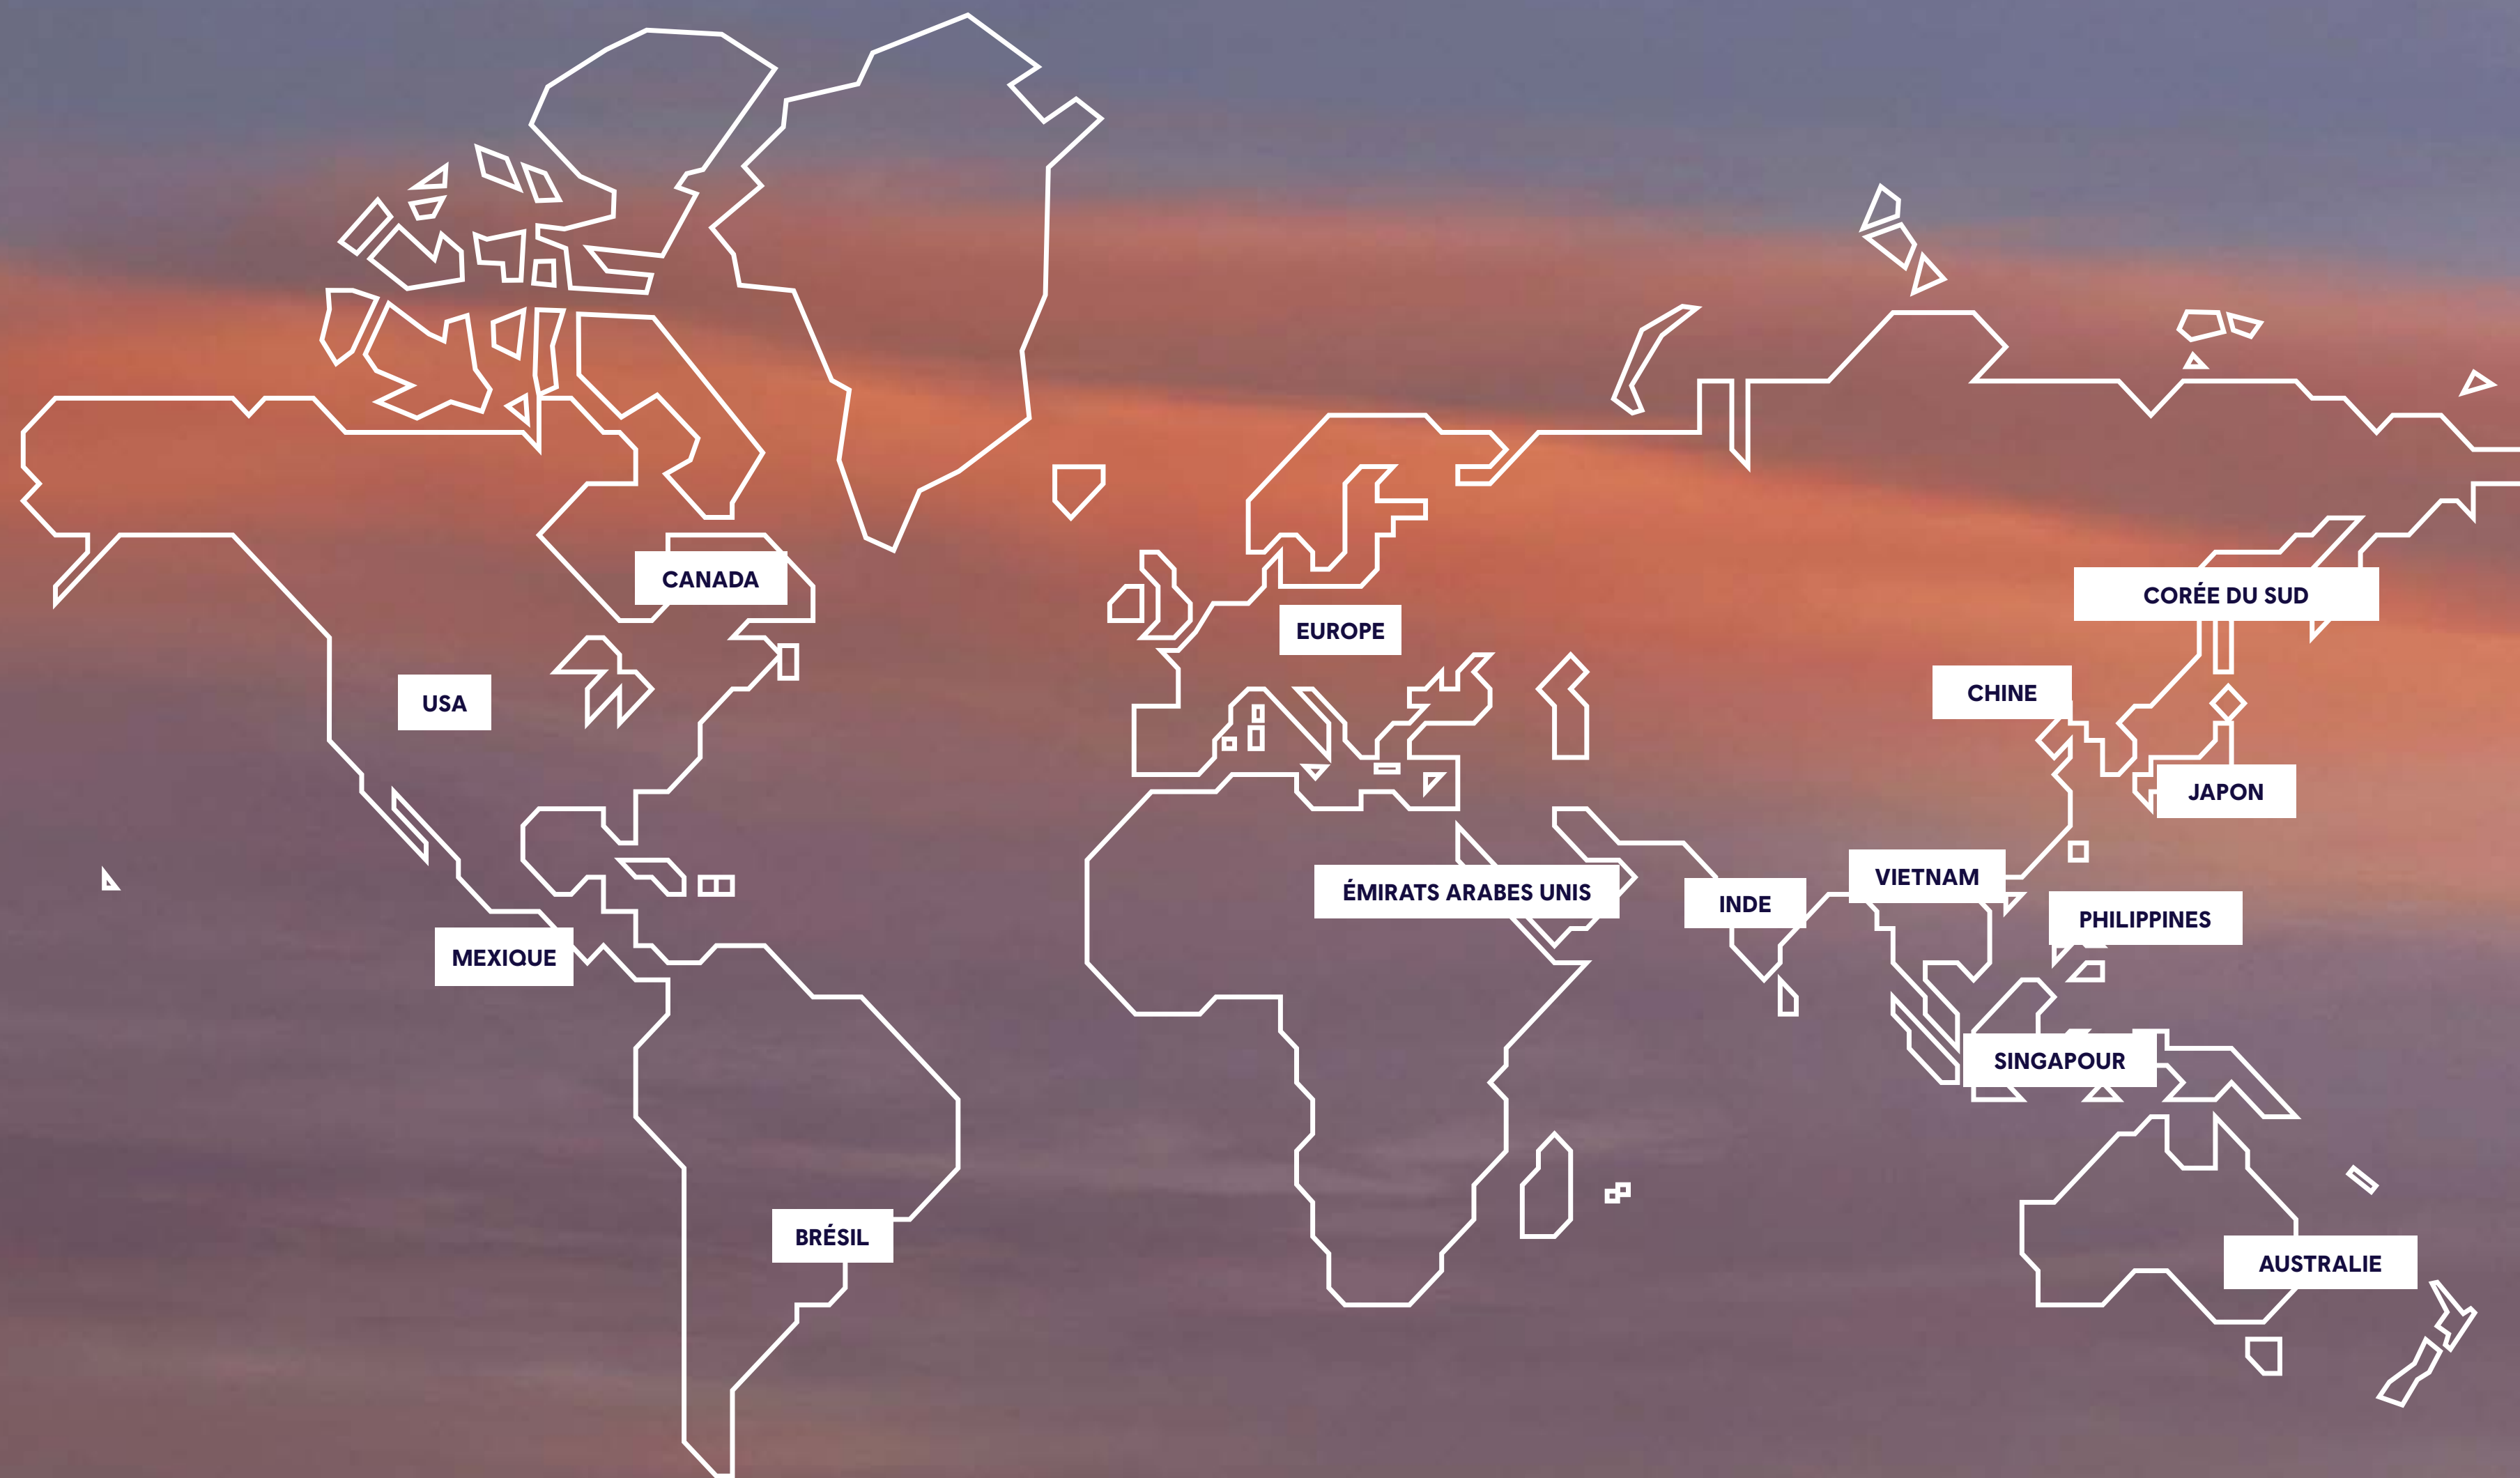 CANADA
CORÉE DU SUD
EUROPE
CHINE
USA
JAPON
VIETNAM
ÉMIRATS ARABES UNIS
INDE
PHILIPPINES
MEXIQUE
SINGAPOUR
BRÉSIL
AUSTRALIE